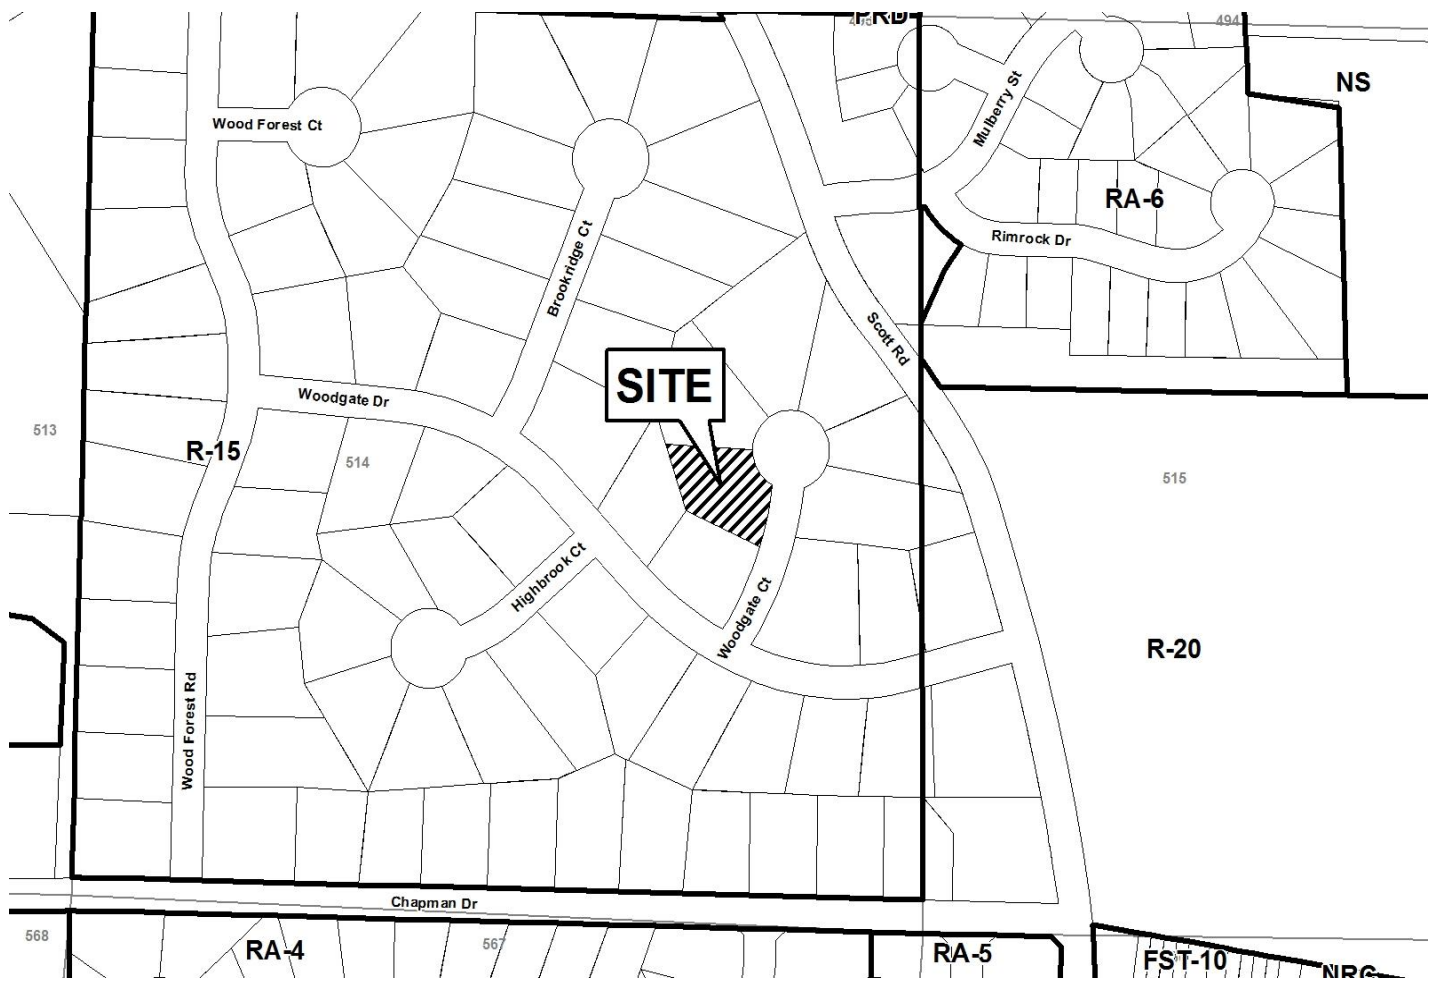 PRD
494
NS
Wood Forest Ct
Mulberry St
RA-6
Rimrock Dr
Brookridge Ct
Scott Rd
SITE
Woodgate Dr
513
R-15
514
515
Highbrook Ct
Woodgate Ct
R-20
Wood Forest Rd
Chapman Dr
568
RA-4
567
RA-5
FST-10
NRC